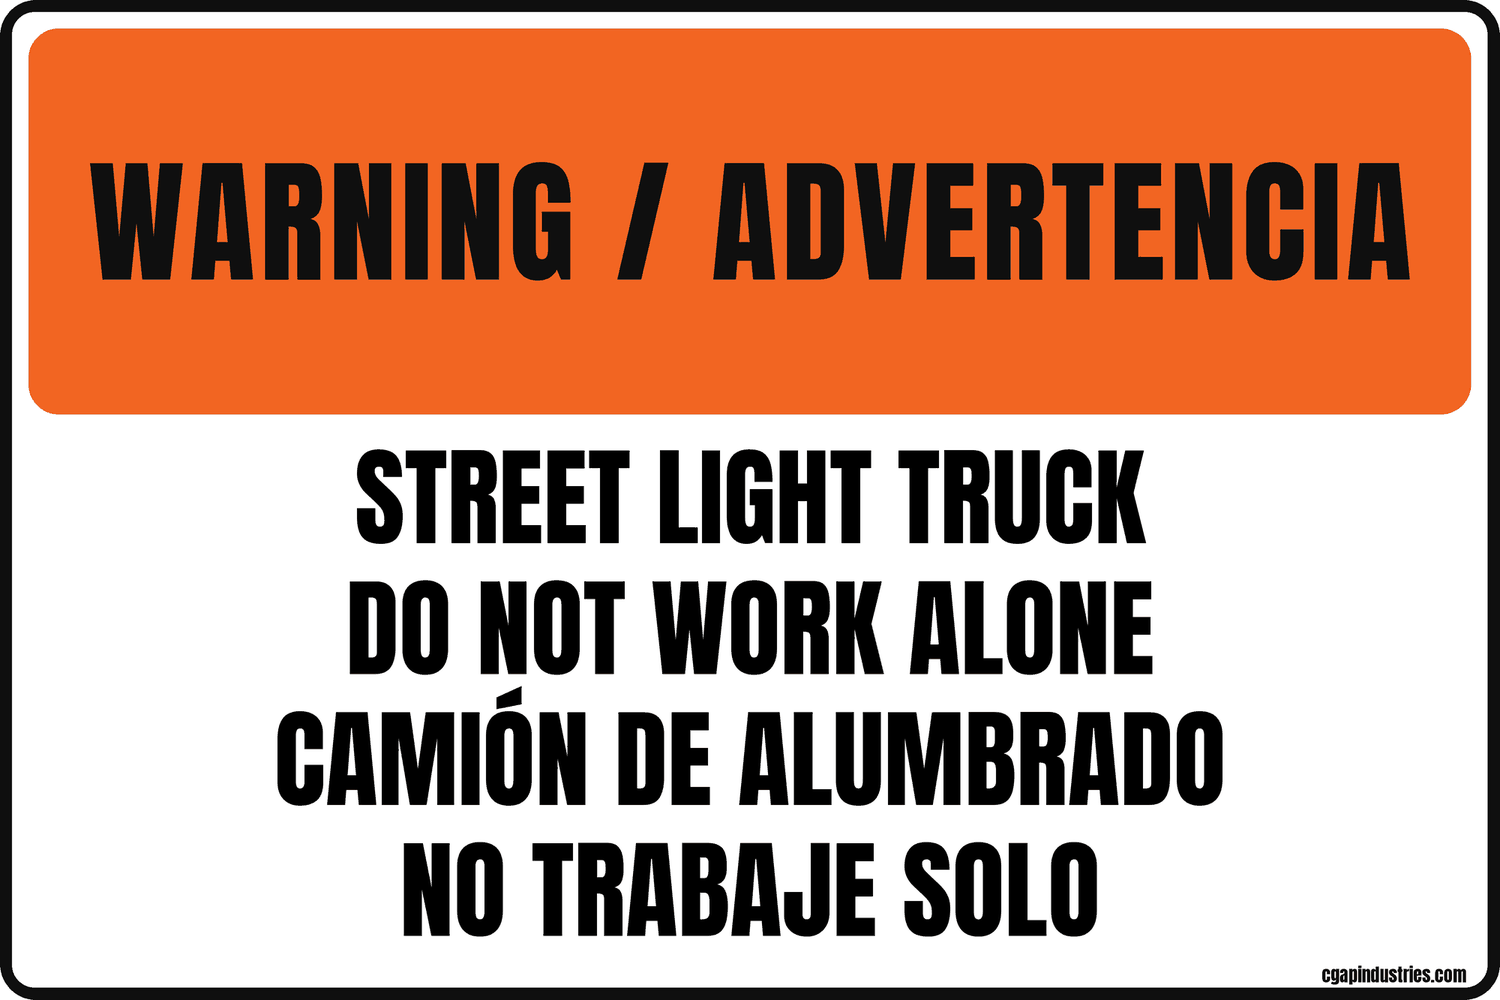 WARNING / ADVERTENCIA
STREET LIGHT TRUCK
DO NOT WORK ALONE
CAMIÓN DE ALUMBRADO
NO TRABAJE SOLO
cgapindustries.com